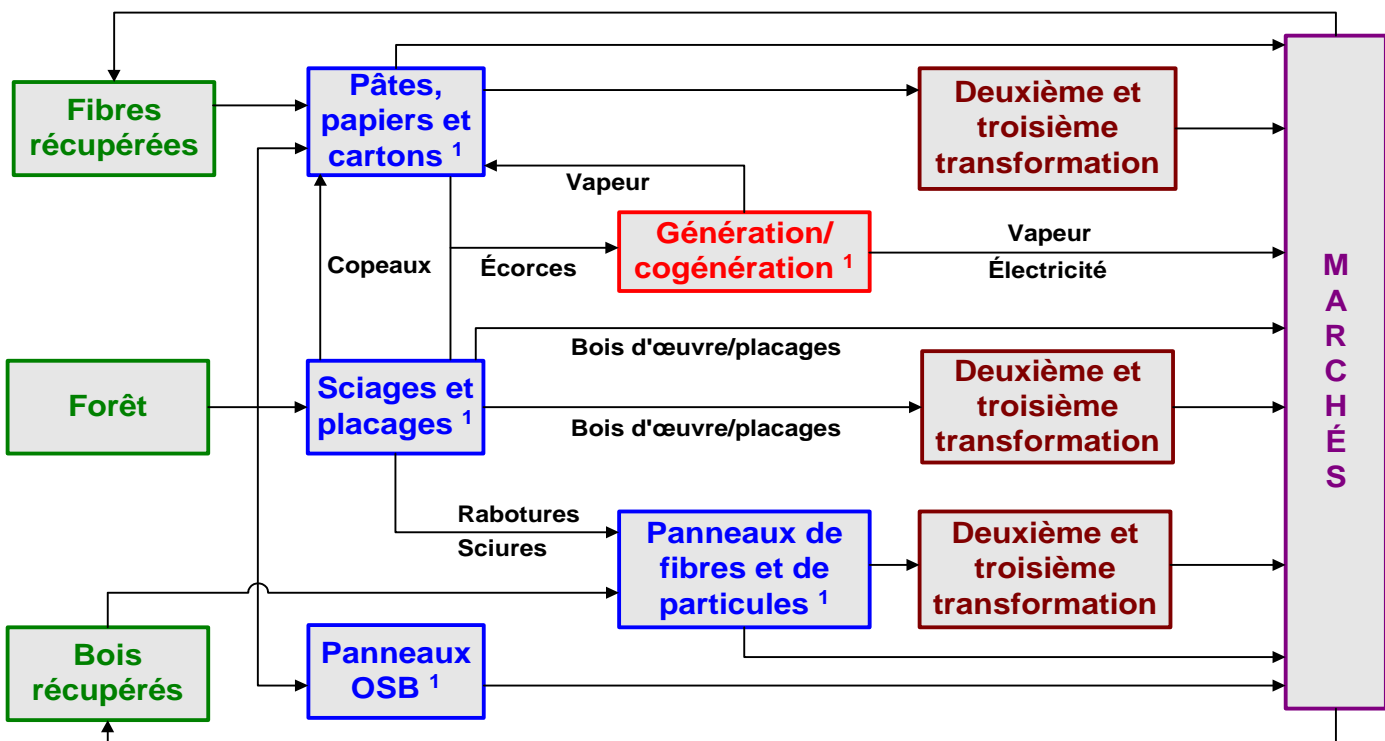 Fibres
récupérées
Pâtes,
papiers et
cartons ¹
Deuxième et
troisième
transformation
Vapeur
Copeaux
Écorces
Génération/
cogénération ¹
Vapeur
Électricité
M
A
R
C
H
É
S
Forêt
Sciages et
placages ¹
Bois d'œuvre/placages
Bois d'œuvre/placages
Deuxième et
troisième
transformation
Rabotures
Sciures
Panneaux de
fibres et de
particules ¹
Deuxième et
troisième
transformation
Bois
récupérés
Panneaux
OSB ¹